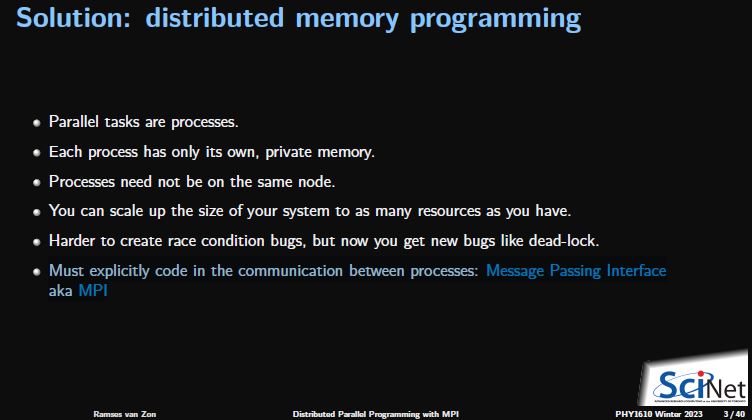 Solution: distributed memory programming
Parallel tasks are processes.
Each process has only its own, private memory.
Processes need not be on the same node.
You can scale up the size of your system to as many resources as you have.
Harder to create race condition bugs, but now you get new bugs like dead-lock.
Must explicitly code in the communication between processes: Message Passing Interface
aka MPI
SciNet
Ramses van Zon
Distributed Parallel Programming with MPI
PHY1610 Winter 2023
3 / 40